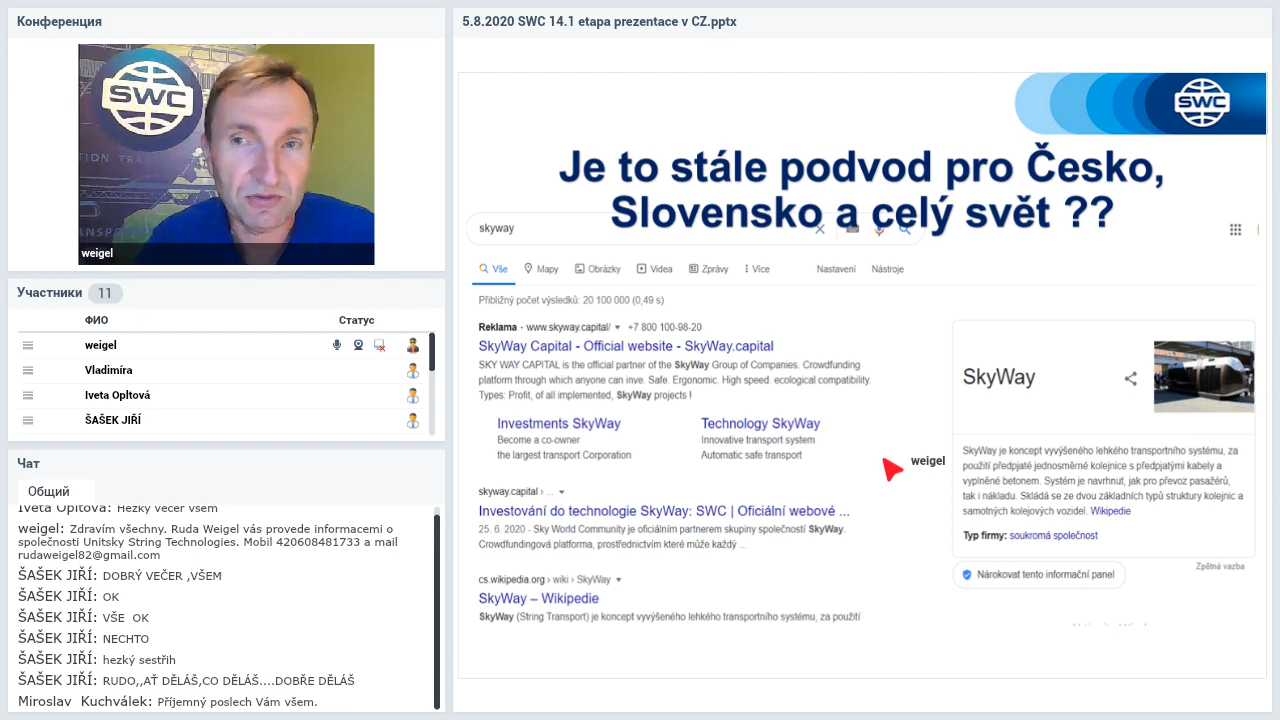 Конференция
SWC
weigel
Участники 11
ФИО Статус
weigel
Vladimíra
Iveta Opltová
ŠAŠEK JIŘÍ
Чат
Общий
Iveta Opltová: Hezký večer všem
weigel: Zdravím všechny. Ruda Weigel vás provede informacemi o
společnosti Unitsky String Technologies. Mobil 420608481733 a mail
rudaweigel82@gmail.com
ŠAŠEK JIŘÍ: DOBRÝ VEČER ,VŠEM
ŠAŠEK JIŘÍ: OK
ŠAŠEK JIŘÍ: VŠE OK
ŠAŠEK JIŘÍ: NECHTO
ŠAŠEK JIŘÍ: hezký sestřih
ŠAŠEK JIŘÍ: RUDO,,AŤ DĚLÁŠ,CO DĚLÁŠ....DOBŘE DĚLÁŠ
Miroslav Kuchválek: Příjemný poslech Vám všem.
5.8.2020 SWC 14.1 etapa prezentace v CZ.pptx
SWC
Je to stále podvod pro Česko,
Slovensko a celý svět ??
skyway
Vše Mapy Obrázky Videa Zprávy Více Nastavení Nástroje
Přibližný počet výsledků: 20 100 000 (0,49 s)
Reklama · www.skyway.capital/ +7 800 100-98-20
SkyWay Capital - Official website - SkyWay.capital
SKY WAY CAPITAL is the official partner of the SkyWay Group of Companies. Crowdfunding
platform through which anyone can inve. Safe. Ergonomic. High speed. ecological compatibility.
Types: Profit, of all implemented, SkyWay projects !
Investments SkyWay
Become a co-owner
the largest transport Corporation
Technology SkyWay
Innovative transport system
Automatic safe transport
weigel
skyway.capital › ...
Investování do technologie SkyWay: SWC | Oficiální webové ...
25. 6. 2020 - Sky World Community je oficiálním partnerem skupiny společností SkyWay.
Crowdfundingová platforma, prostřednictvím které může každý ...
cs.wikipedia.org › wiki › SkyWay
SkyWay – Wikipedie
SkyWay (String Transport) je koncept vyvýšeného lehkého transportního systému, za použití
SkyWay
SkyWay je koncept vyvýšeného lehkého transportního systému, za
použití předpjaté jednosměrné kolejnice s předpjatými kabely a
vyplněné betonem. Systém je navrhnut, jak pro převoz pasažérů,
tak i nákladu. Skládá se ze dvou základních typů struktury kolejnic a
samotných kolejových vozidel. Wikipedie
Typ firmy: soukromá společnost
Zpětná vazba
Nárokovat tento informační panel